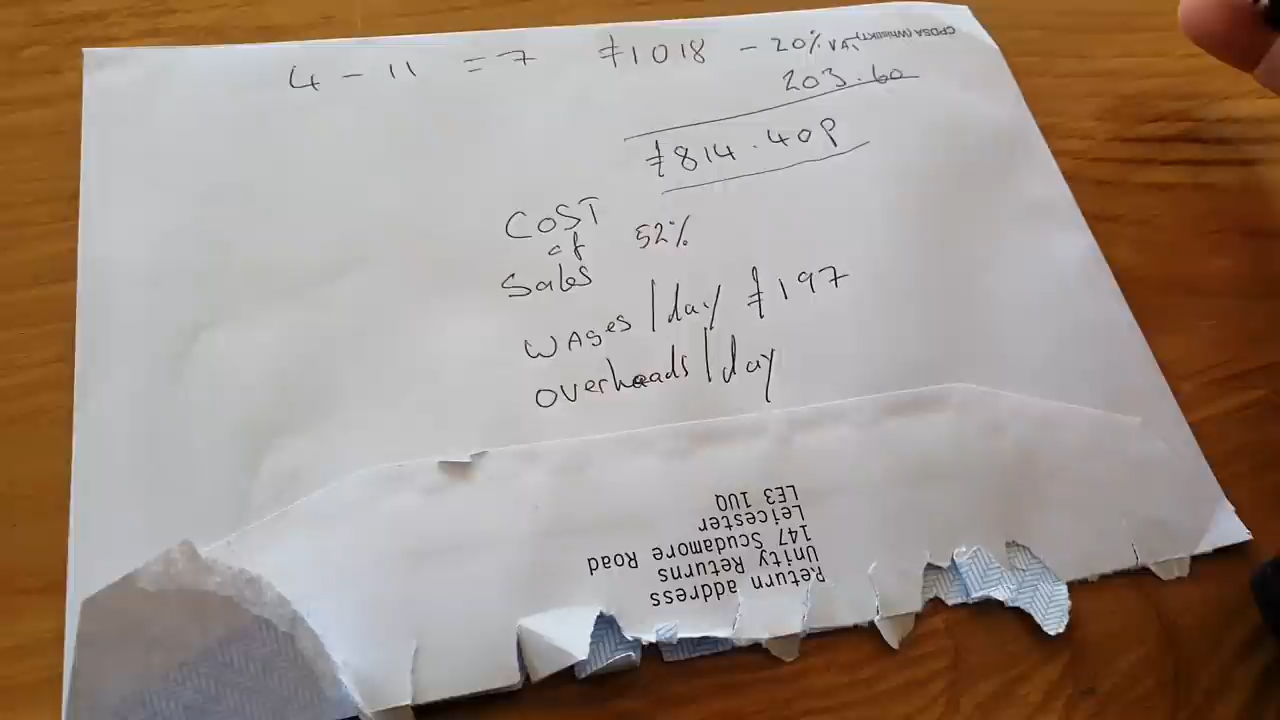 4 - 11 = 7 £1018 - 20% VAT
203.60
£814.40p
COST
of
Sales 52%
WAges / day £197
overheads / day
Return address
Unity Returns
147 Scudamore Road
Leicester
LE3 1UQ